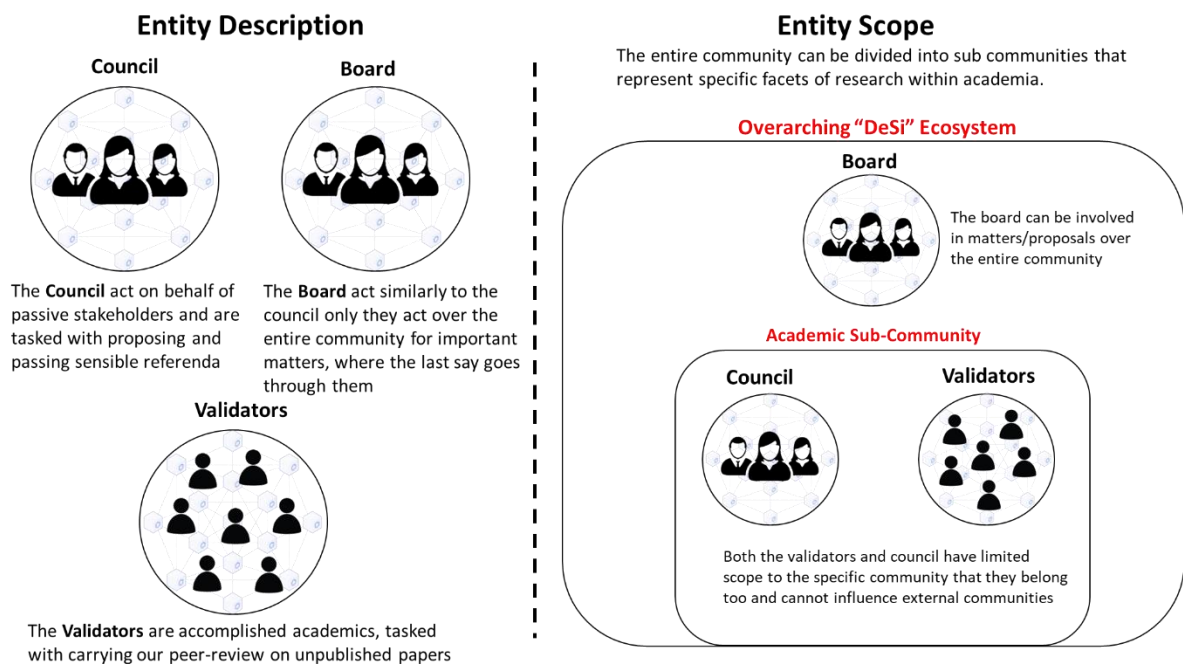 Entity Description
Council
Board
The Council act on behalf of
passive stakeholders and are
tasked with proposing and
passing sensible referenda
The Board act similarly to the
council only they act over the
entire community for important
matters, where the last say goes
through them
Validators
The Validators are accomplished academics, tasked
with carrying our peer-review on unpublished papers
Entity Scope
The entire community can be divided into sub communities that
represent specific facets of research within academia.
Overarching “DeSi” Ecosystem
Board
The board can be involved
in matters/proposals over
the entire community
Academic Sub-Community
Council
Validators
Both the validators and council have limited
scope to the specific community that they belong
too and cannot influence external communities